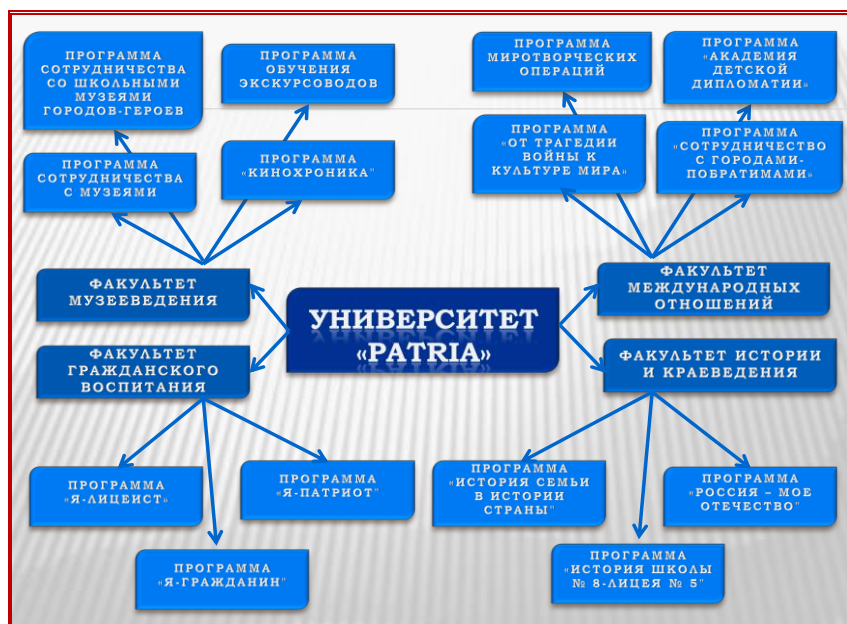 ПРОГРАММА
СОТРУДНИЧЕСТВА
СО ШКОЛЬНЫМИ
МУЗЕЯМИ
ГОРОДОВ-ГЕРОЕВ
ПРОГРАММА
ОБУЧЕНИЯ
ЭКСКУРСОВОДОВ
ПРОГРАММА
МИРОТВОРЧЕСКИХ
ОПЕРАЦИЙ
ПРОГРАММА
«АКАДЕМИЯ
ДЕТСКОЙ
ДИПЛОМАТИИ»
ПРОГРАММА
СОТРУДНИЧЕСТВА
С МУЗЕЯМИ
ПРОГРАММА
«КИНОХРОНИКА"
ПРОГРАММА
«ОТ ТРАГЕДИИ
ВОЙНЫ К
КУЛЬТУРЕ МИРА»
ПРОГРАММА
«СОТРУДНИЧЕСТВО
С ГОРОДАМИ-
ПОБРАТИМАМИ»
ФАКУЛЬТЕТ
МУЗЕЕВЕДЕНИЯ
ФАКУЛЬТЕТ
МЕЖДУНАРОДНЫХ
ОТНОШЕНИЙ
УНИВЕРСИТЕТ
«PATRIA»
ФАКУЛЬТЕТ
ГРАЖДАНСКОГО
ВОСПИТАНИЯ
ФАКУЛЬТЕТ ИСТОРИИ
И КРАЕВЕДЕНИЯ
ПРОГРАММА
«Я-ЛИЦЕИСТ»
ПРОГРАММА
«Я-ПАТРИОТ"
ПРОГРАММА
«ИСТОРИЯ СЕМЬИ
В ИСТОРИИ
СТРАНЫ"
ПРОГРАММА
«РОССИЯ – МОЕ
ОТЕЧЕСТВО"
ПРОГРАММА
«Я-ГРАЖДАНИН"
ПРОГРАММА
«ИСТОРИЯ ШКОЛЫ
№ 8-ЛИЦЕЯ № 5"